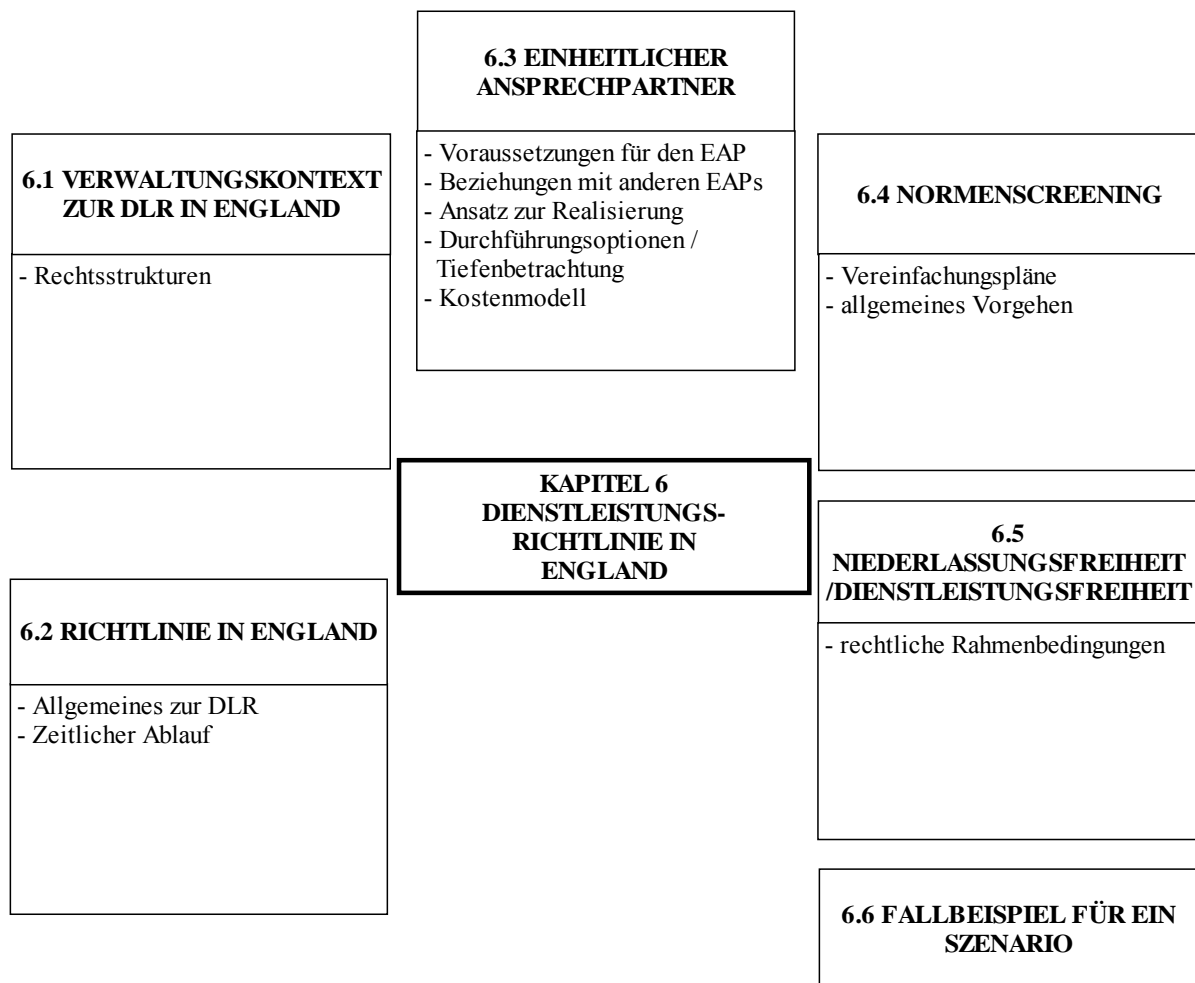 6.1 VERWALTUNGSKONTEXT
ZUR DLR IN ENGLAND
- Rechtsstrukturen
6.2 RICHTLINIE IN ENGLAND
- Allgemeines zur DLR
- Zeitlicher Ablauf
6.3 EINHEITLICHER
ANSPRECHPARTNER
- Voraussetzungen für den EAP
- Beziehungen mit anderen EAPs
- Ansatz zur Realisierung
- Durchführungsoptionen /
Tiefenbetrachtung
- Kostenmodell
KAPITEL 6
DIENSTLEISTUNGS-
RICHTLINIE IN
ENGLAND
6.4 NORMENSCREENING
- Vereinfachungspläne
- allgemeines Vorgehen
6.5
NIEDERLASSUNGSFREIHEIT
/DIENSTLEISTUNGSFREIHEIT
- rechtliche Rahmenbedingungen
6.6 FALLBEISPIEL FÜR EIN
SZENARIO